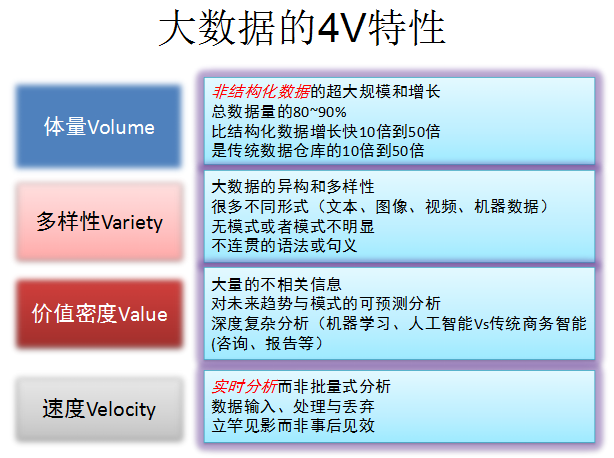 大数据的4V特性
体量Volume
非结构化数据的超大规模和增长
总数据量的80~90%
比结构化数据增长快10倍到50倍
是传统数据仓库的10倍到50倍
多样性Variety
大数据的异构和多样性
很多不同形式（文本、图像、视频、机器数据）
无模式或者模式不明显
不连贯的语法或句义
价值密度Value
大量的不相关信息
对未来趋势与模式的可预测分析
深度复杂分析（机器学习、人工智能Vs传统商务智能
(咨询、报告等）
速度Velocity
实时分析而非批量式分析
数据输入、处理与丢弃
立竿见影而非事后见效